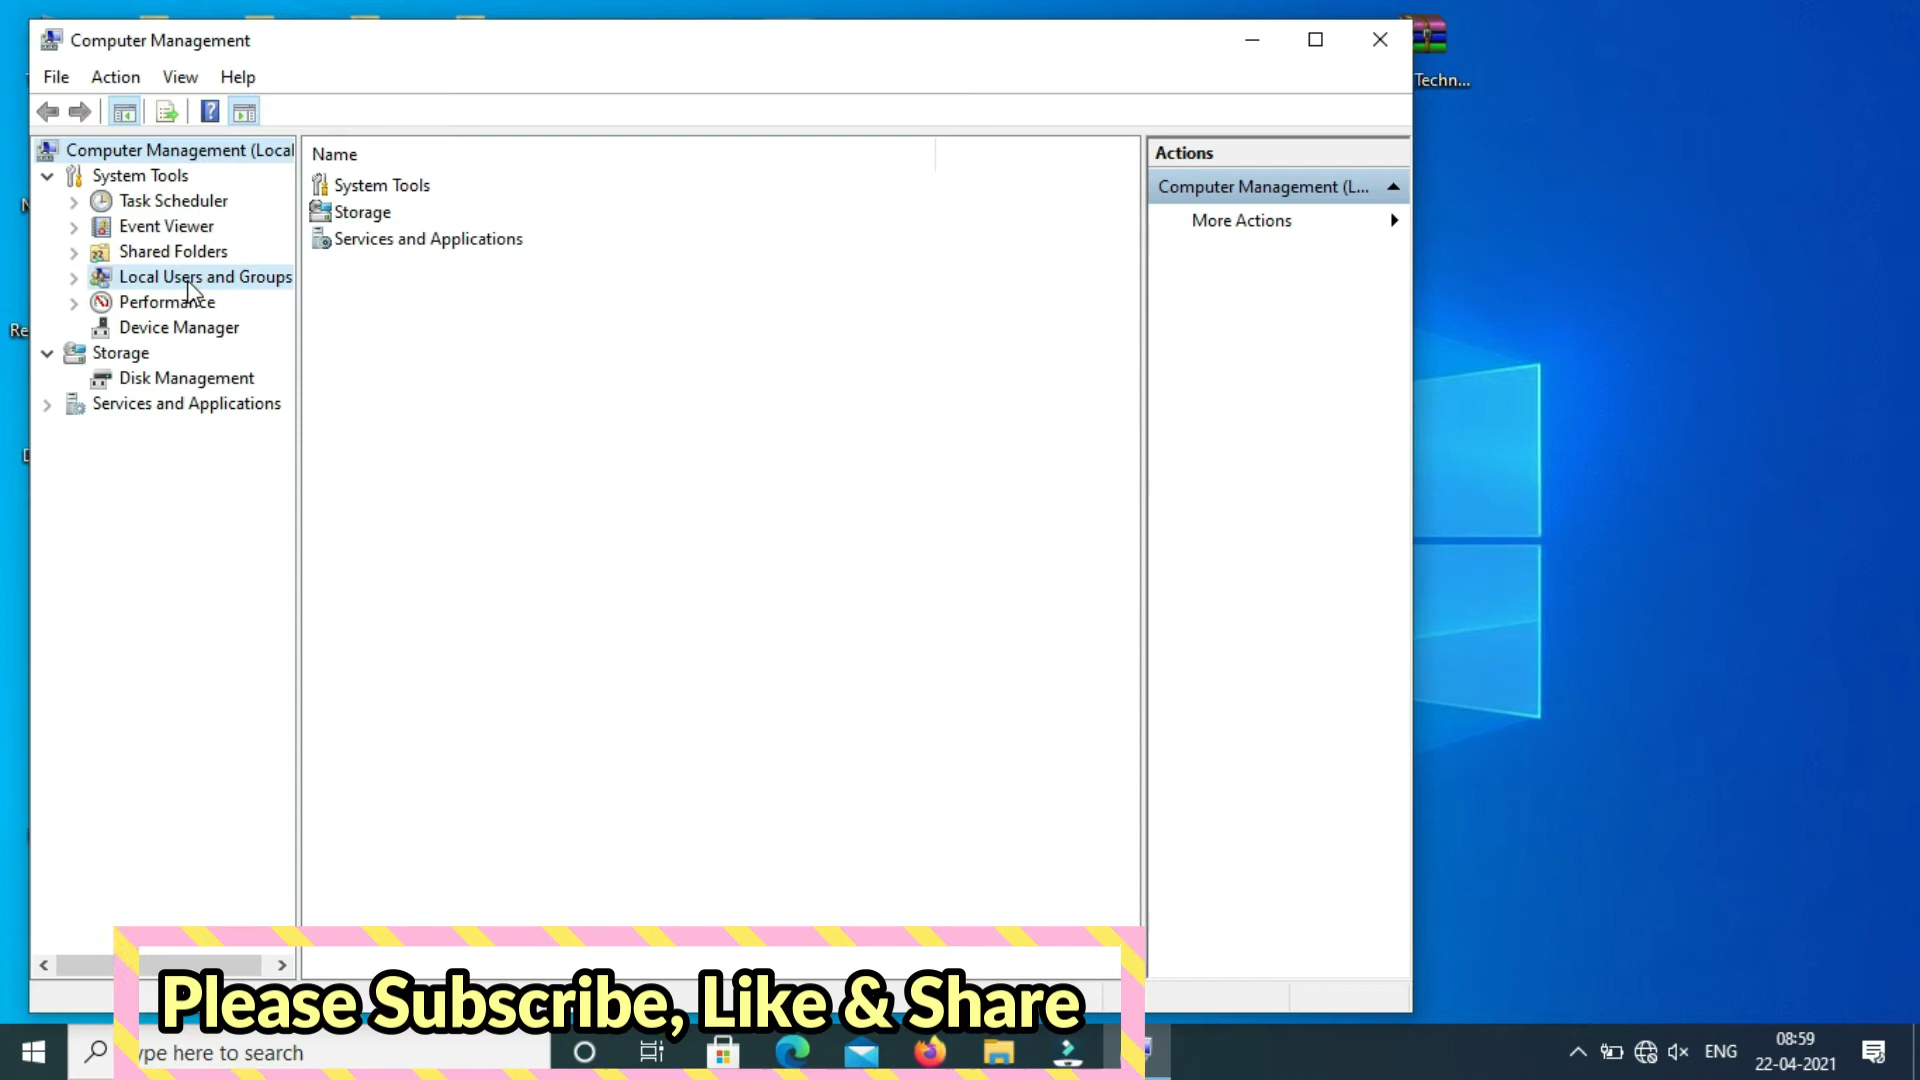 Computer Management
Techn...
File Action View Help
Computer Management (Local
System Tools
Task Scheduler
Event Viewer
Shared Folders
Local Users and Groups
Performance
Device Manager
Storage
Disk Management
Services and Applications
Name
System Tools
Storage
Services and Applications
Actions
Computer Management (L...
More Actions
Re
Please Subscribe, Like & Share
ype here to search
ENG
08:59
22-04-2021